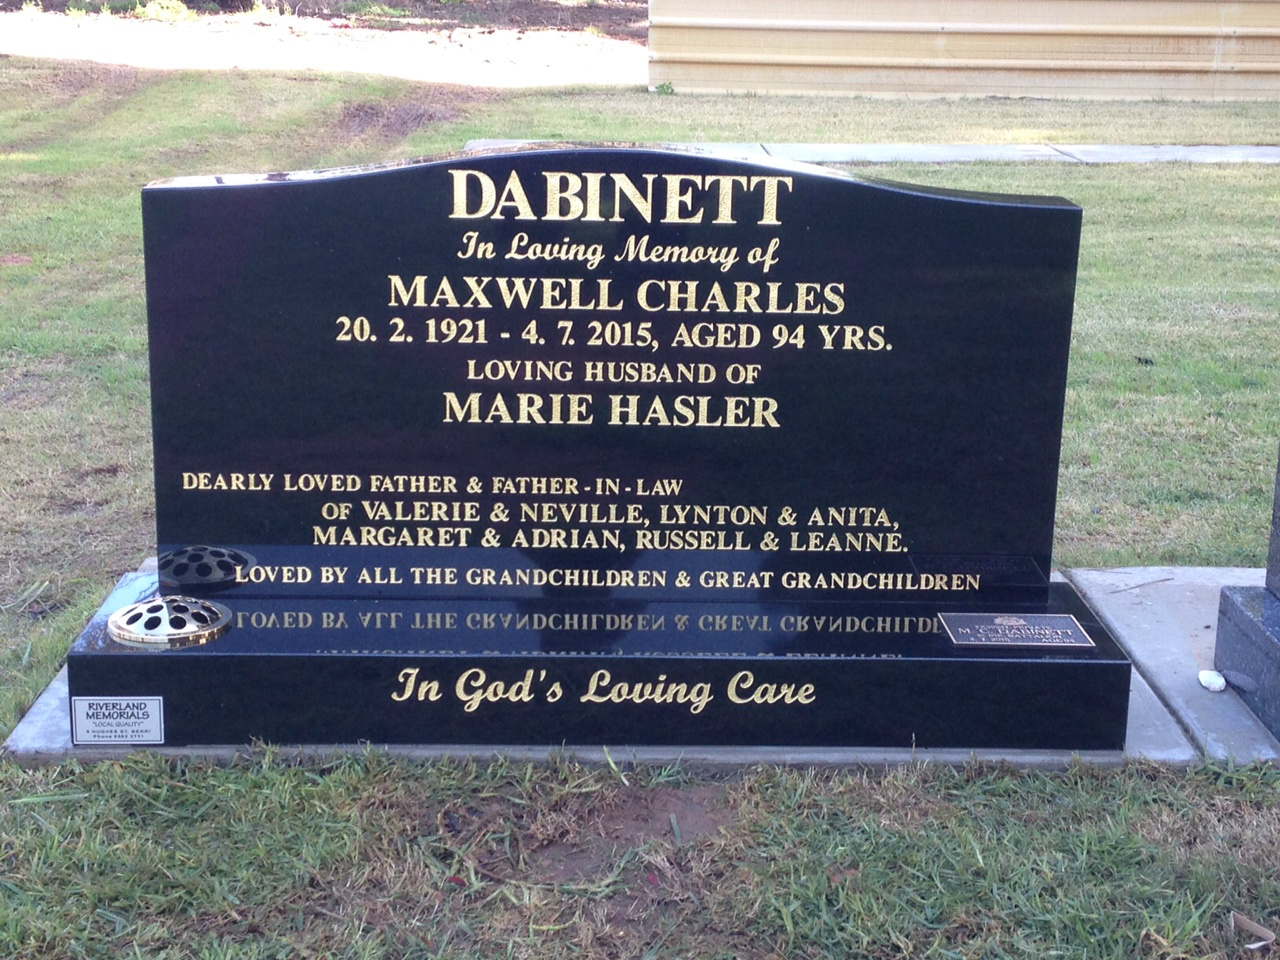 DABINETT
In Loving Memory of
MAXWELL CHARLES
20. 2. 1921 - 4. 7. 2015, AGED 94 YRS.
LOVING HUSBAND OF
MARIE HASLER
DEARLY LOVED FATHER & FATHER-IN-LAW
OF VALERIE & NEVILLE, LYNTON & ANITA,
MARGARET & ADRIAN, RUSSELL & LEANNE.
LOVED BY ALL THE GRANDCHILDREN & GREAT GRANDCHILDREN
M. C. DABINETT
In God's Loving Care
RIVERLAND
MEMORIALS
"LOCAL QUALITY"